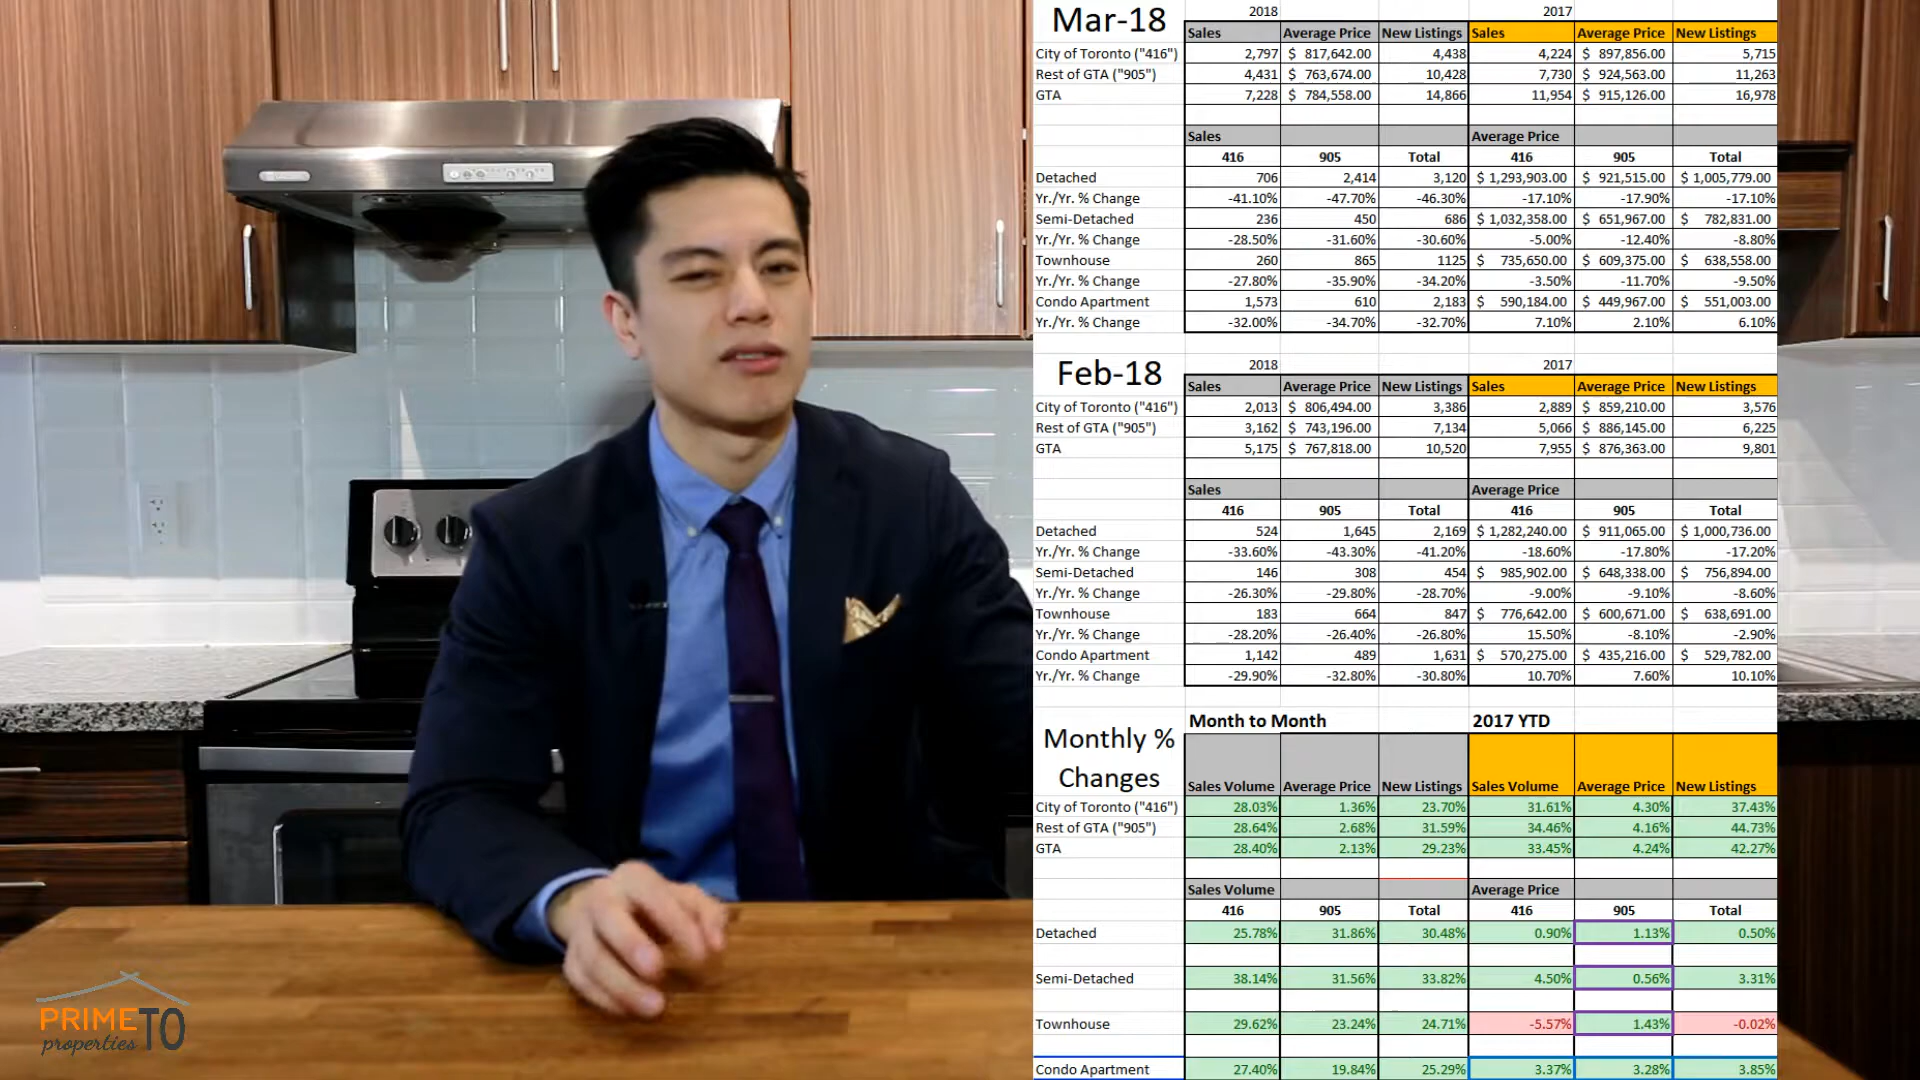 2018 2017
Mar-18
Sales Average Price New Listings Sales Average Price New Listings
City of Toronto ("416") 2,797 $ 817,642.00 4,438 4,224 $ 897,856.00 5,715
Rest of GTA ("905") 4,431 $ 763,674.00 10,428 7,730 $ 924,563.00 11,263
GTA 7,228 $ 784,558.00 14,866 11,954 $ 915,126.00 16,978
Sales Average Price
416 905 Total 416 905 Total
Detached 706 2,414 3,120 $ 1,293,903.00 $ 921,515.00 $ 1,005,779.00
Yr./Yr. % Change -41.10% -47.70% -46.30% -17.10% -17.90% -17.10%
Semi-Detached 236 450 686 $ 1,032,358.00 $ 651,967.00 $ 782,831.00
Yr./Yr. % Change -28.50% -31.60% -30.60% -5.00% -12.40% -8.80%
Townhouse 260 865 1125 $ 735,650.00 $ 609,375.00 $ 638,558.00
Yr./Yr. % Change -27.80% -35.90% -34.20% -3.50% -11.70% -9.50%
Condo Apartment 1,573 610 2,183 $ 590,184.00 $ 449,967.00 $ 551,003.00
Yr./Yr. % Change -32.00% -34.70% -32.70% 7.10% 2.10% 6.10%
2018 2017
Feb-18
Sales Average Price New Listings Sales Average Price New Listings
City of Toronto ("416") 2,013 $ 806,494.00 3,386 2,889 $ 859,210.00 3,576
Rest of GTA ("905") 3,162 $ 743,196.00 7,134 5,066 $ 886,145.00 6,225
GTA 5,175 $ 767,818.00 10,520 7,955 $ 876,363.00 9,801
Sales Average Price
416 905 Total 416 905 Total
Detached 524 1,645 2,169 $ 1,282,240.00 $ 911,065.00 $ 1,000,736.00
Yr./Yr. % Change -33.60% -43.30% -41.20% -18.60% -17.80% -17.20%
Semi-Detached 146 308 454 $ 985,902.00 $ 648,338.00 $ 756,894.00
Yr./Yr. % Change -26.30% -29.80% -28.70% -9.00% -9.10% -8.60%
Townhouse 183 664 847 $ 776,642.00 $ 600,671.00 $ 638,691.00
Yr./Yr. % Change -28.20% -26.40% -26.80% 15.50% -8.10% -2.90%
Condo Apartment 1,142 489 1,631 $ 570,275.00 $ 435,216.00 $ 529,782.00
Yr./Yr. % Change -29.90% -32.80% -30.80% 10.70% 7.60% 10.10%
Month to Month 2017 YTD
Monthly %
Changes
Sales Volume Average Price New Listings Sales Volume Average Price New Listings
City of Toronto ("416") 28.03% 1.36% 23.70% 31.61% 4.30% 37.43%
Rest of GTA ("905") 28.64% 2.68% 31.59% 34.46% 4.16% 44.73%
GTA 28.40% 2.13% 29.23% 33.45% 4.24% 42.27%
Sales Volume Average Price
416 905 Total 416 905 Total
Detached 25.78% 31.86% 30.48% 0.90% 1.13% 0.50%
Semi-Detached 38.14% 31.56% 33.82% 4.50% 0.56% 3.31%
Townhouse 29.62% 23.24% 24.71% -5.57% 1.43% -0.02%
Condo Apartment 27.40% 19.84% 25.29% 3.37% 3.28% 3.85%
PRIME TO
properties